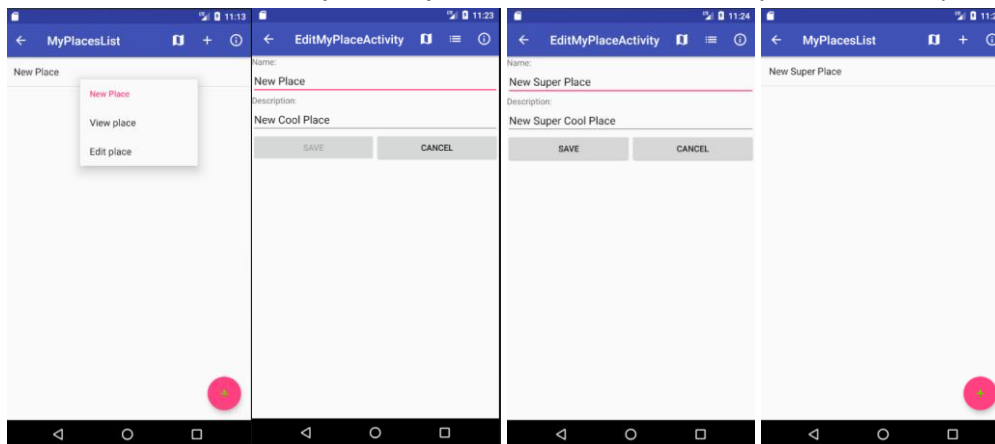 11:13
MyPlacesList
New Place
New Place
View place
Edit place
11:23
EditMyPlaceActivity
Name:
New Place
Description:
New Cool Place
SAVE CANCEL
11:24
EditMyPlaceActivity
Name:
New Super Place
Description:
New Super Cool Place
SAVE CANCEL
MyPlacesList
New Super Place